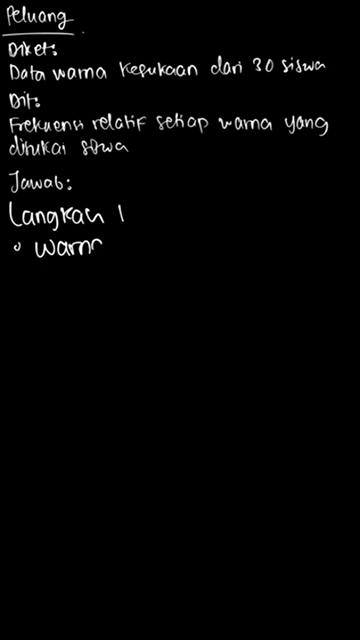 Peluang
Diket:
Data warna kesukaan dari 30 siswa
Dit:
Frekuensi relatif setiap warna yang
disukai siswa
Jawab:
Langkah 1
• warn